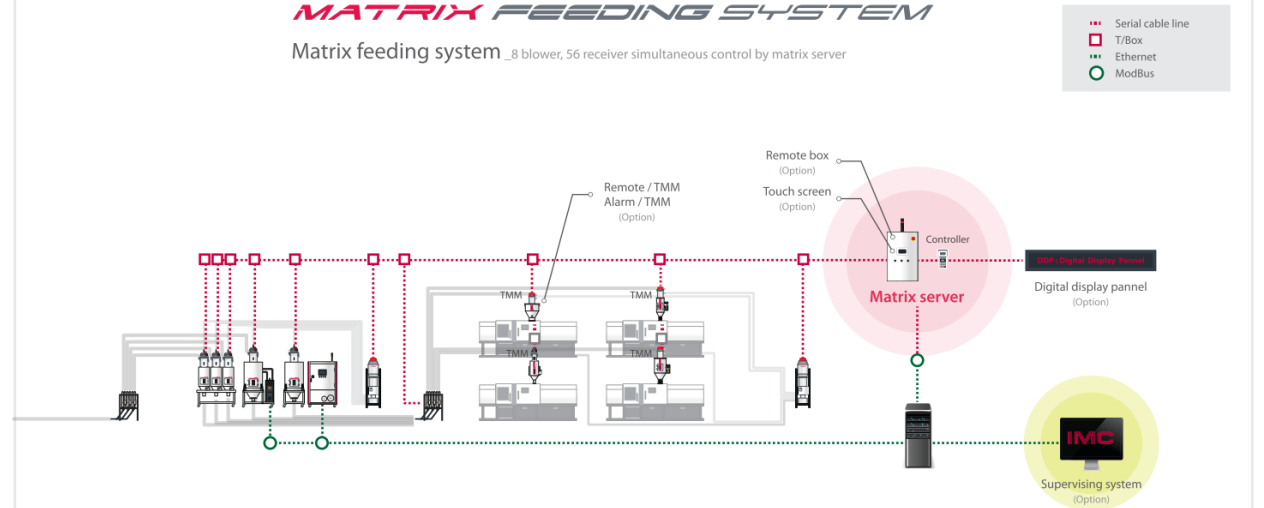 MATRIX FEEDING SYSTEM
Matrix feeding system _8 blower, 56 receiver simultaneous control by matrix server
Serial cable line
T/Box
Ethernet
ModBus
Remote box
(Option)
Touch screen
(Option)
Remote / TMM
Alarm / TMM
(Option)
Controller
DDP : Digital Display Pannel
Matrix server
Digital display pannel
(Option)
TMM
TMM
TMM
TMM
IMC
Supervising system
(Option)